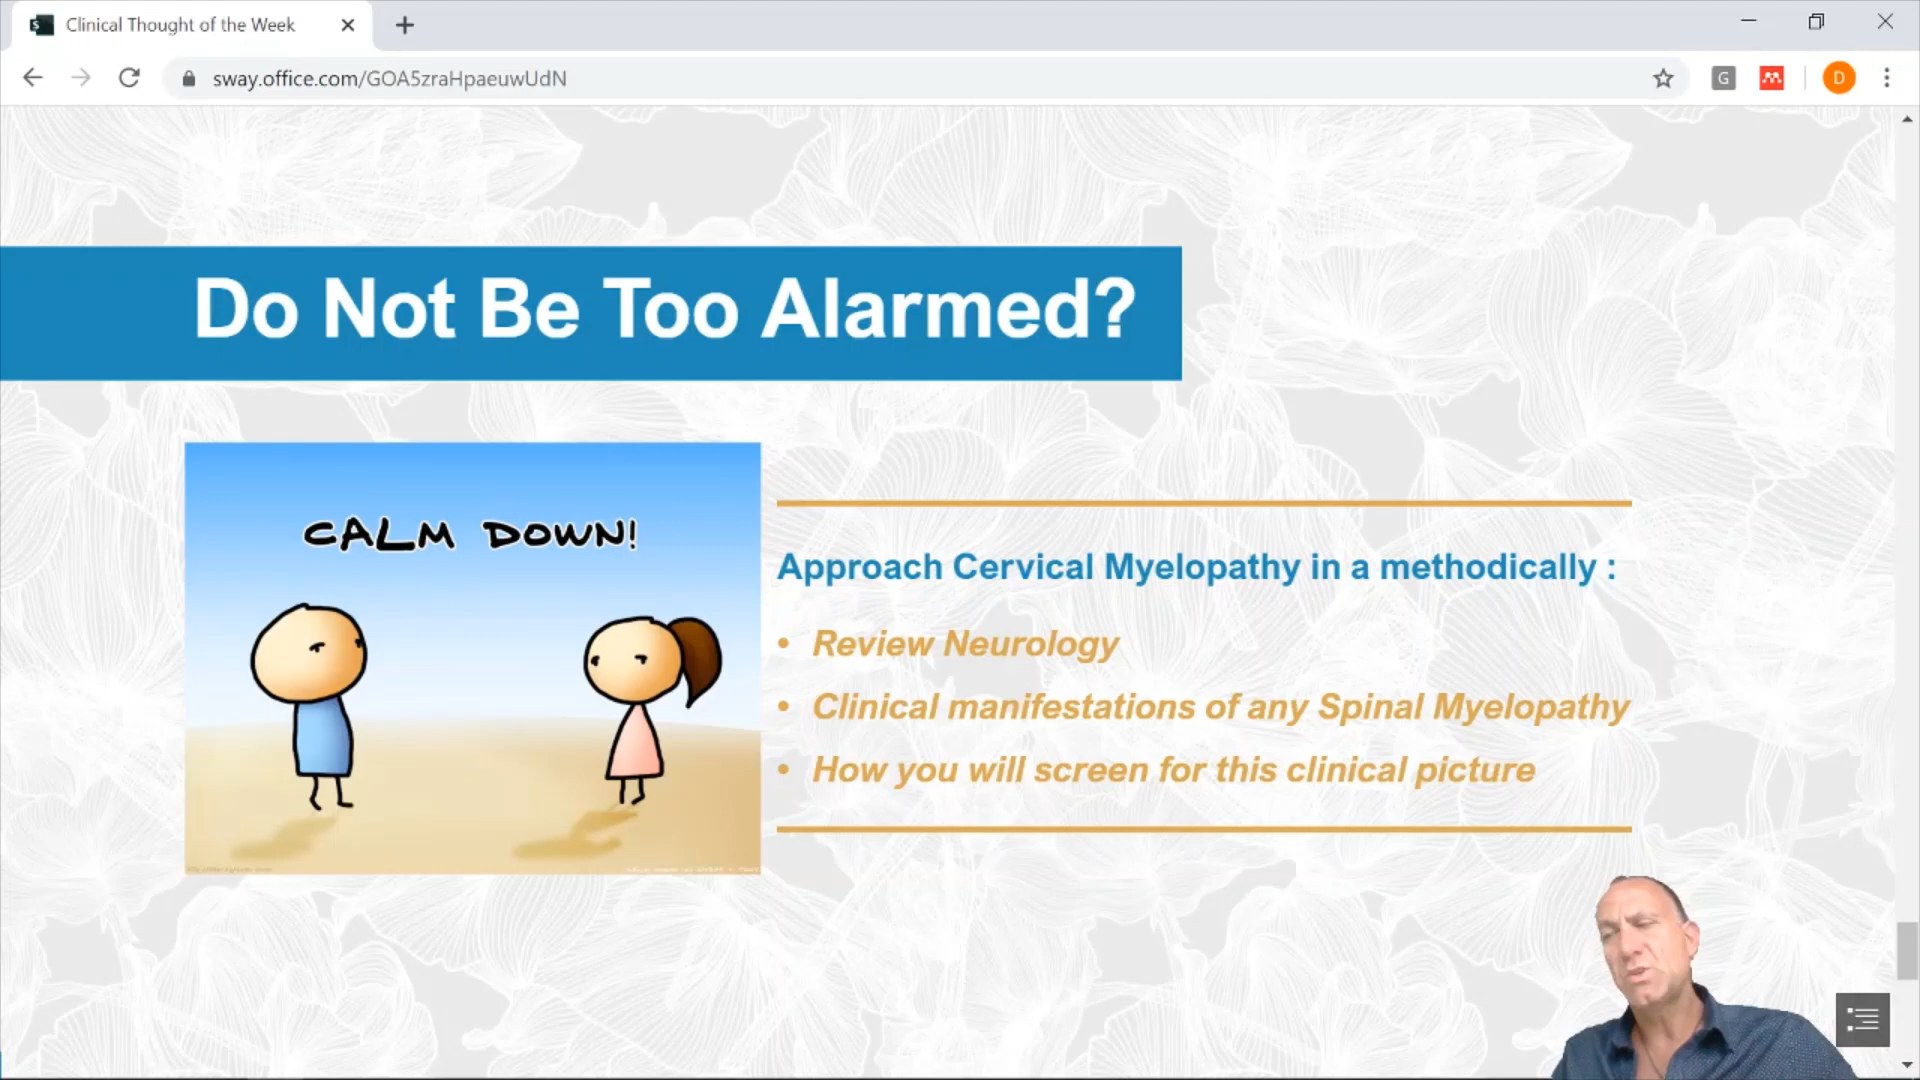 Clinical Thought of the Week
sway.office.com/GOA5zraHpaeuwUdN
G
D
Do Not Be Too Alarmed?
CALM DOWN!
Approach Cervical Myelopathy in a methodically :
• Review Neurology
• Clinical manifestations of any Spinal Myelopathy
• How you will screen for this clinical picture